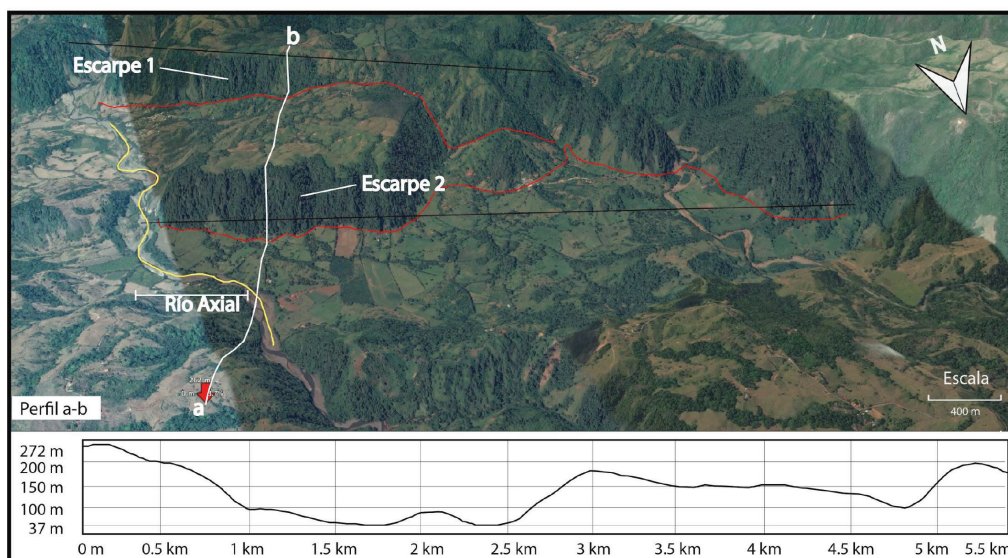 b
N
Escarpe 1
Escarpe 2
Río Axial
a
Perfil a-b
Escala
400 m
272 m
200 m
150 m
100 m
37 m
0 m
0.5 km
1 km
1.5 km
2 km
2.5 km
3 km
3.5 km
4 km
4.5 km
5.0 km
5.5 km